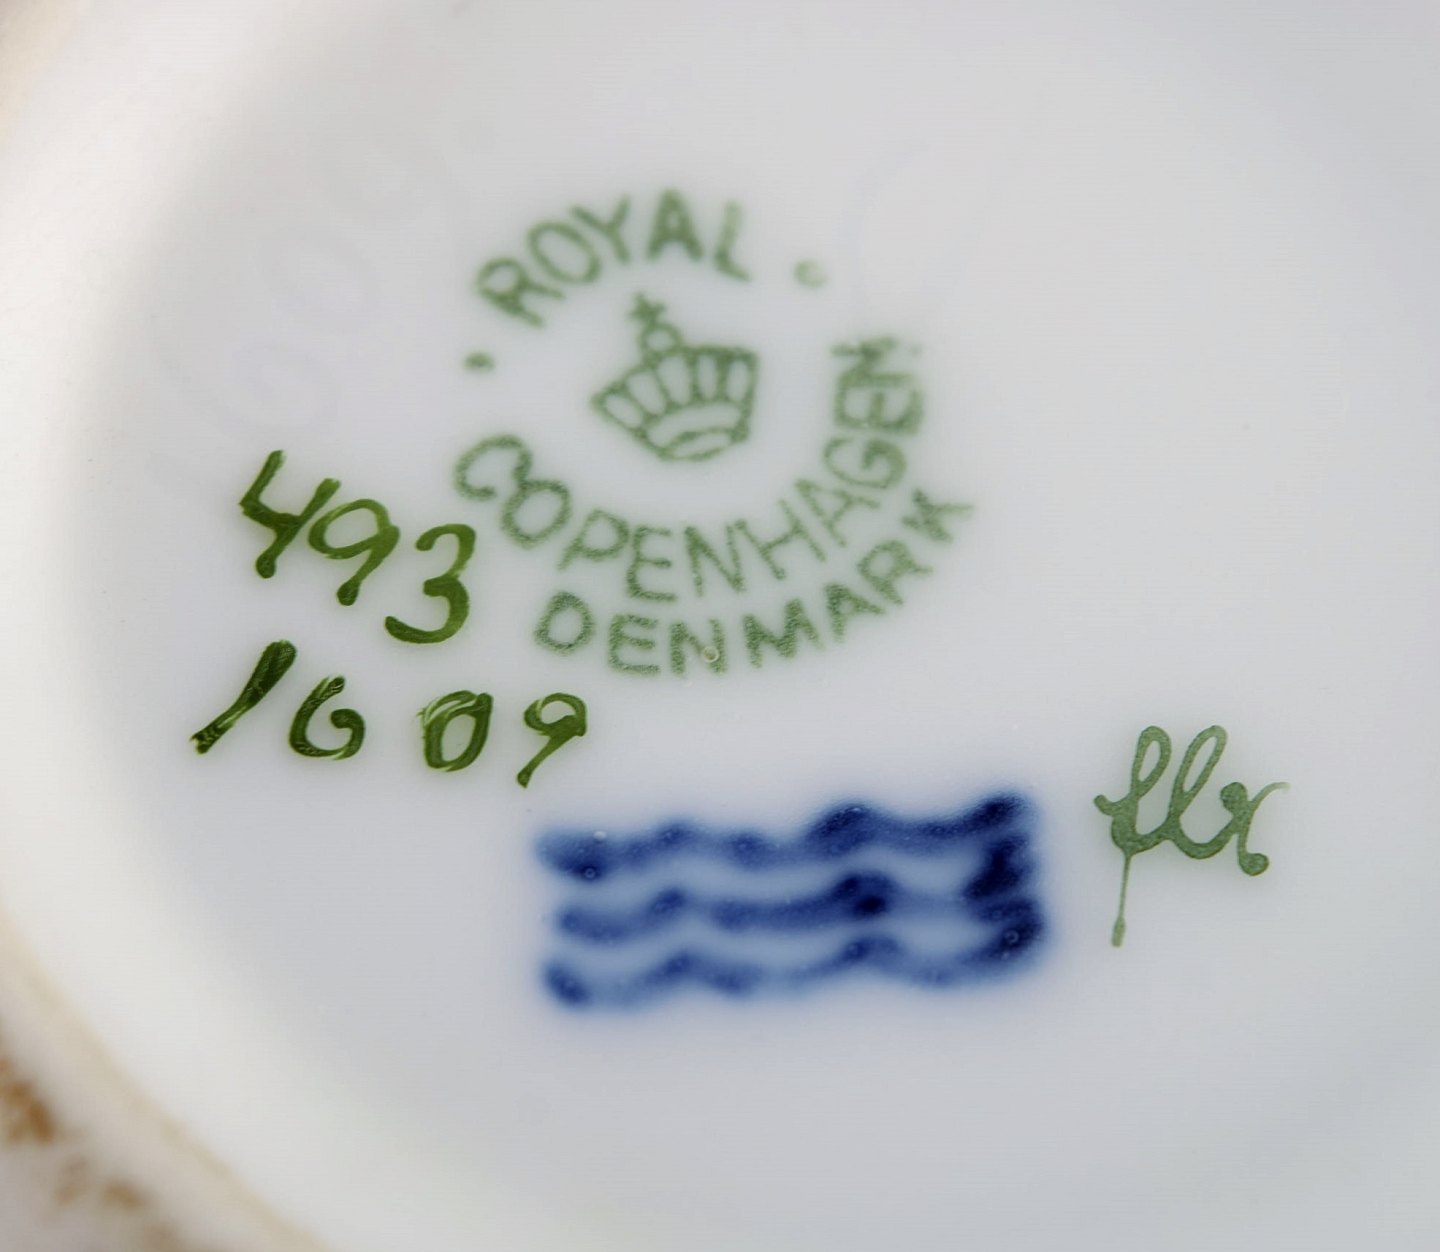 ROYAL
COPENHAGEN
DENMARK
493
1609